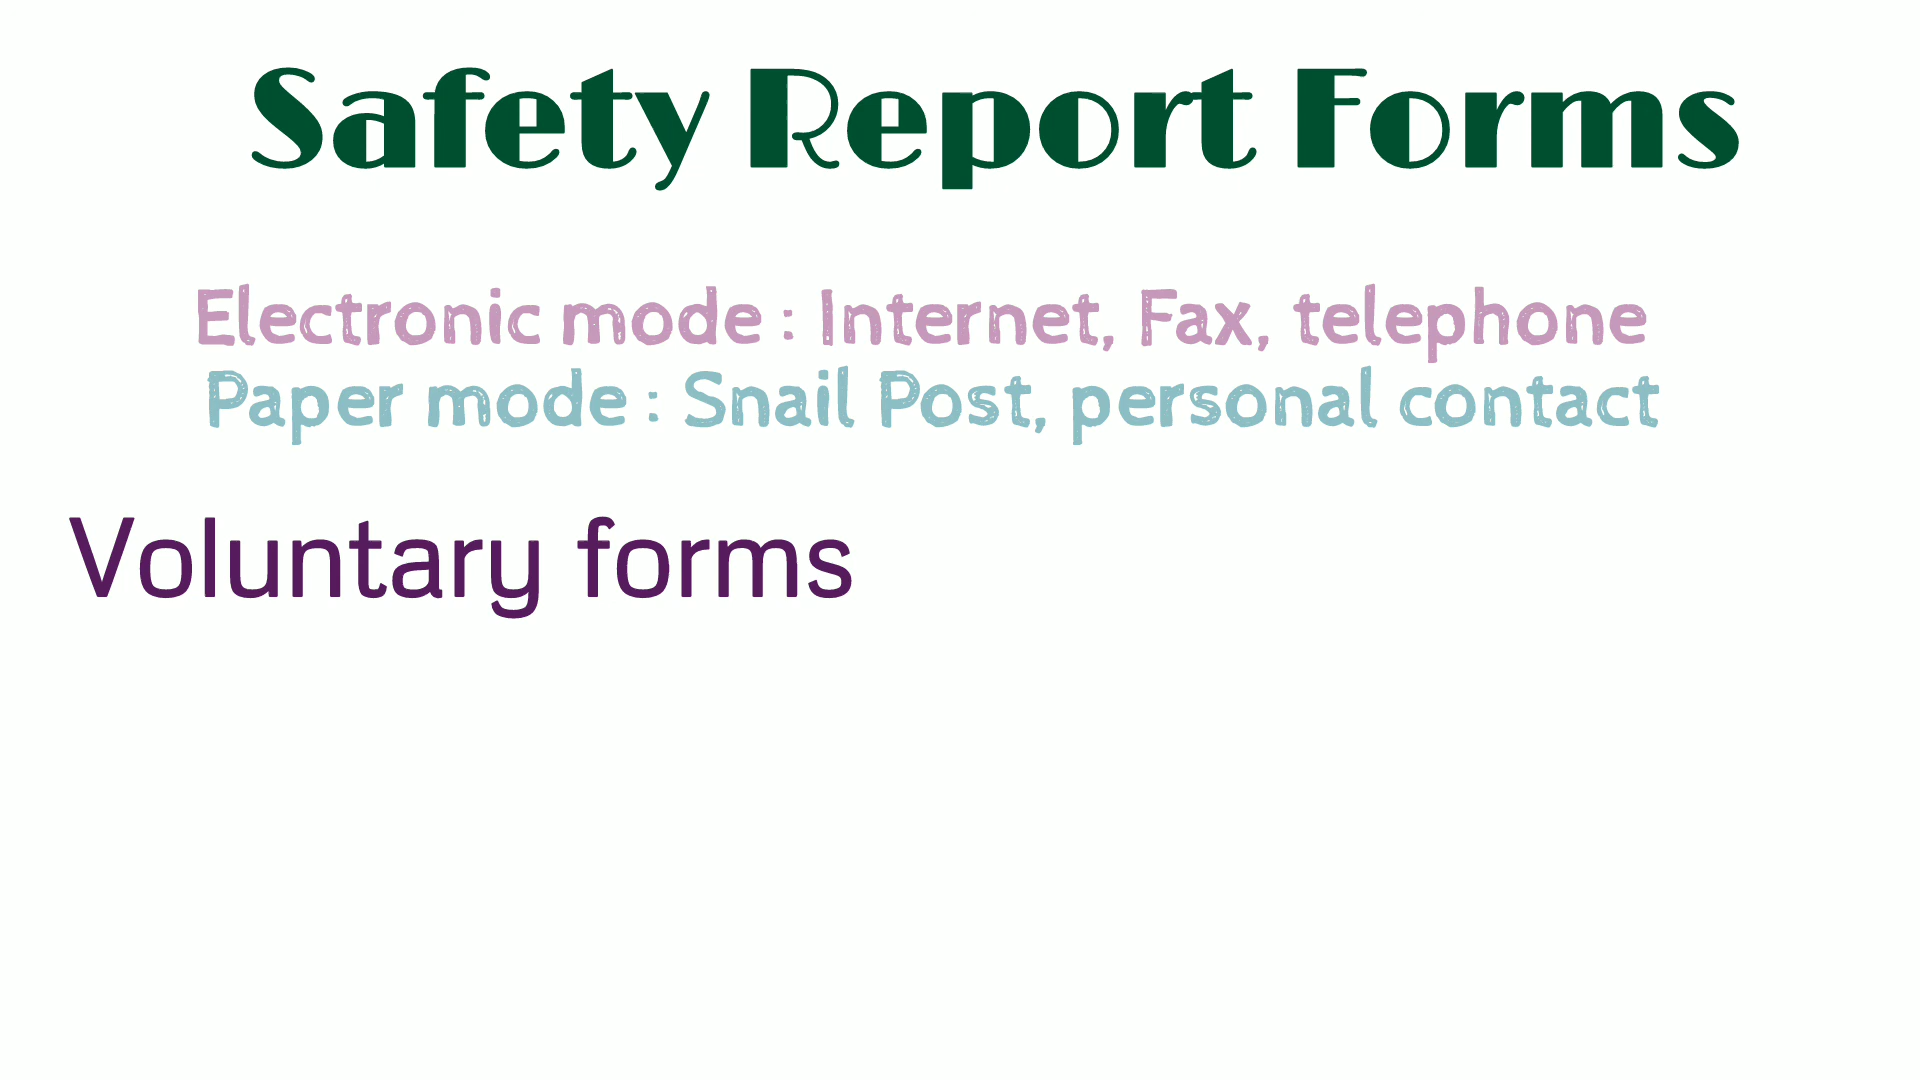 Safety Report Forms
Electronic mode : Internet, Fax, telephone
Paper mode : Snail Post, personal contact
Voluntary forms